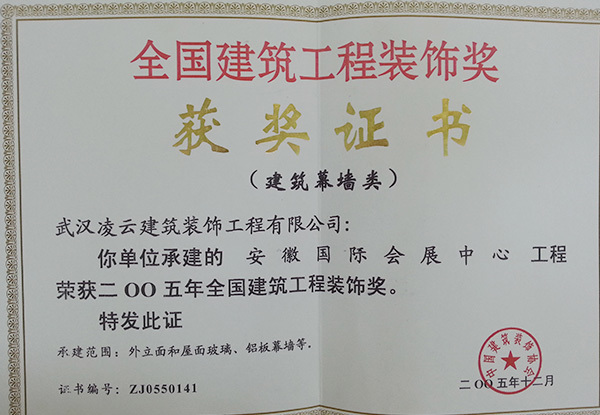 全国建筑工程装饰奖
获奖证书
（建筑幕墙类）
武汉凌云建筑装饰工程有限公司：
你单位承建的 安徽国际会展中心 工程
荣获二OO五年全国建筑工程装饰奖。
特发此证
承建范围：外立面和屋面玻璃、铝板幕墙等.
中国建筑装饰协会
证书编号：ZJ0550141
二OO五年十二月